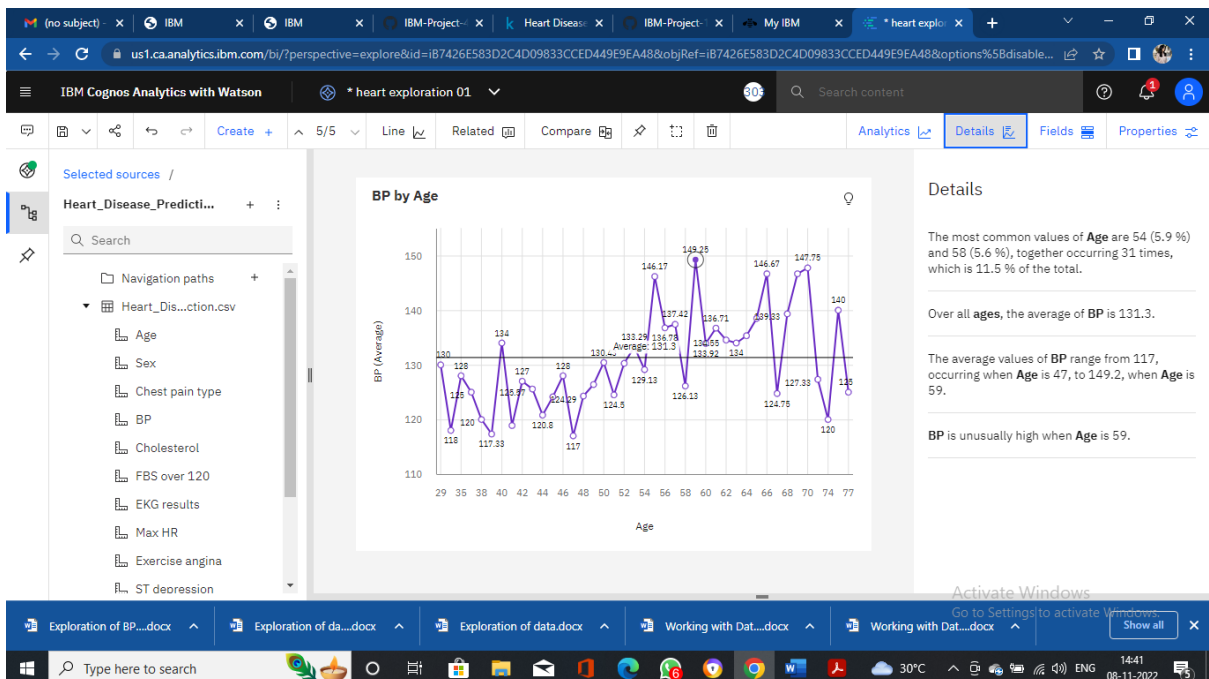 (no subject) -
IBM
IBM
IBM-Project-4
Heart Disease
IBM-Project-1
My IBM
* heart explor
us1.ca.analytics.ibm.com/bi/?perspective=explore&id=iB7426E583D2C4D09833CCED449E9EA48&objRef=iB7426E583D2C4D09833CCED449E9EA48&options%5Bdisable...
IBM Cognos Analytics with Watson
* heart exploration 01
303
Search content
1
Create +
5/5
Line
Related
Compare
Analytics
Details
Fields
Properties
Selected sources /
Heart_Disease_Predicti...
Search
Navigation paths
Heart_Dis...ction.csv
Age
Sex
Chest pain type
BP
Cholesterol
FBS over 120
EKG results
Max HR
Exercise angina
ST depression
BP by Age
BP (Average)
150
140
130
120
110
149.25
146.17
146.67
147.75
140
137.42
136.71
139.33
134
133.29
136.78
134.55
Average: 131.3
133.92
134
130
128
127
128
129.13
127.33
125
126.13
125
124.29
124.5
124.75
120
120.8
120
118
117.33
117
29 35 38 40 42 44 46 48 50 52 54 56 58 60 62 64 66 68 70 74 77
Age
Details
The most common values of Age are 54 (5.9 %)
and 58 (5.6 %), together occurring 31 times,
which is 11.5 % of the total.
Over all ages, the average of BP is 131.3.
The average values of BP range from 117,
occurring when Age is 47, to 149.2, when Age is
59.
BP is unusually high when Age is 59.
Activate Windows
Go to Settings to activate Windows.
Exploration of BP....docx
Exploration of da....docx
Exploration of data.docx
Working with Dat....docx
Working with Dat....docx
Show all
Type here to search
6
30°C
ENG
14:41
08-11-2022
5